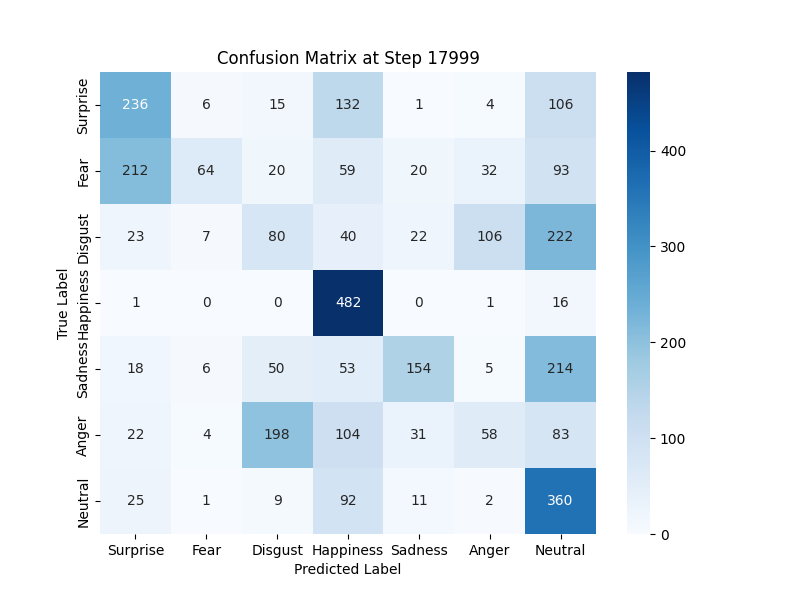 Confusion Matrix at Step 17999
True Label
Surprise 236 6 15 132 1 4 106
Fear 212 64 20 59 20 32 93
Disgust 23 7 80 40 22 106 222
Happiness 1 0 0 482 0 1 16
Sadness 18 6 50 53 154 5 214
Anger 22 4 198 104 31 58 83
Neutral 25 1 9 92 11 2 360
Surprise Fear Disgust Happiness Sadness Anger Neutral
Predicted Label
400
300
200
100
0